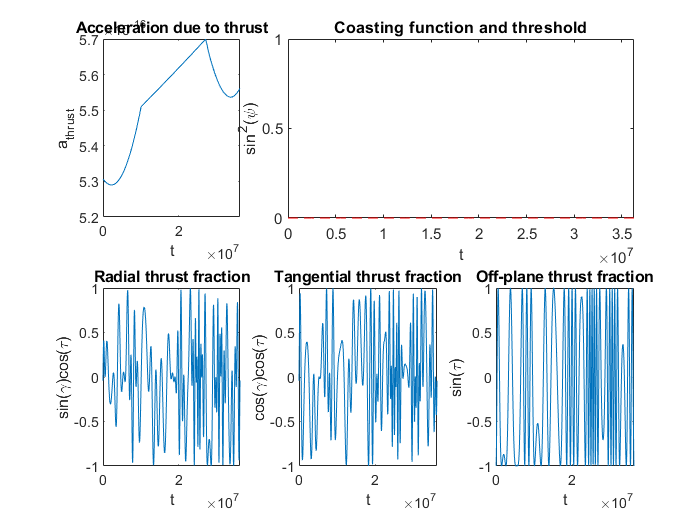 Acceleration due to thrust
5.7
5.6
5.5
5.4
5.3
5.2
a_thrust
0
2
t
×10^7
Coasting function and threshold
1
0.5
0
sin^2(ψ)
0 0.5 1 1.5 2 2.5 3 3.5
t
×10^7
Radial thrust fraction
1
0.5
0
-0.5
-1
sin(γ)cos(τ)
0
2
t
×10^7
Tangential thrust fraction
1
0.5
0
-0.5
-1
cos(γ)cos(τ)
0
2
t
×10^7
Off-plane thrust fraction
1
0.5
0
-0.5
-1
sin(τ)
0
2
t
×10^7